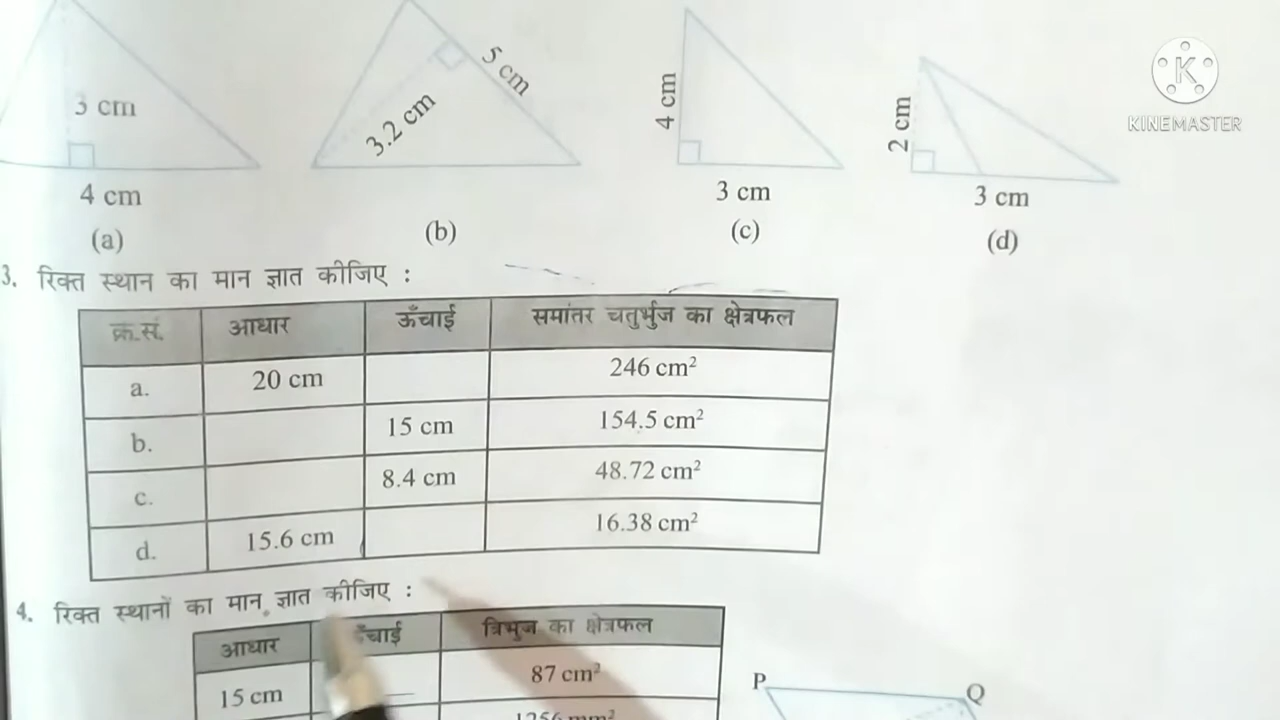 3 cm
5 cm
3.2 cm
4 cm
2 cm
KINEMASTER
4 cm
3 cm
3 cm
(a)
(b)
(c)
(d)
3. रिक्त स्थान का मान ज्ञात कीजिए :
क्र.सं. आधार ऊँचाई समांतर चतुर्भुज का क्षेत्रफल
a. 20 cm 246 cm²
b. 15 cm 154.5 cm²
c. 8.4 cm 48.72 cm²
d. 15.6 cm 16.38 cm²
4. रिक्त स्थानों का मान ज्ञात कीजिए :
आधार त्रिभुज का क्षेत्रफल
15 cm 87 cm²
P
Q